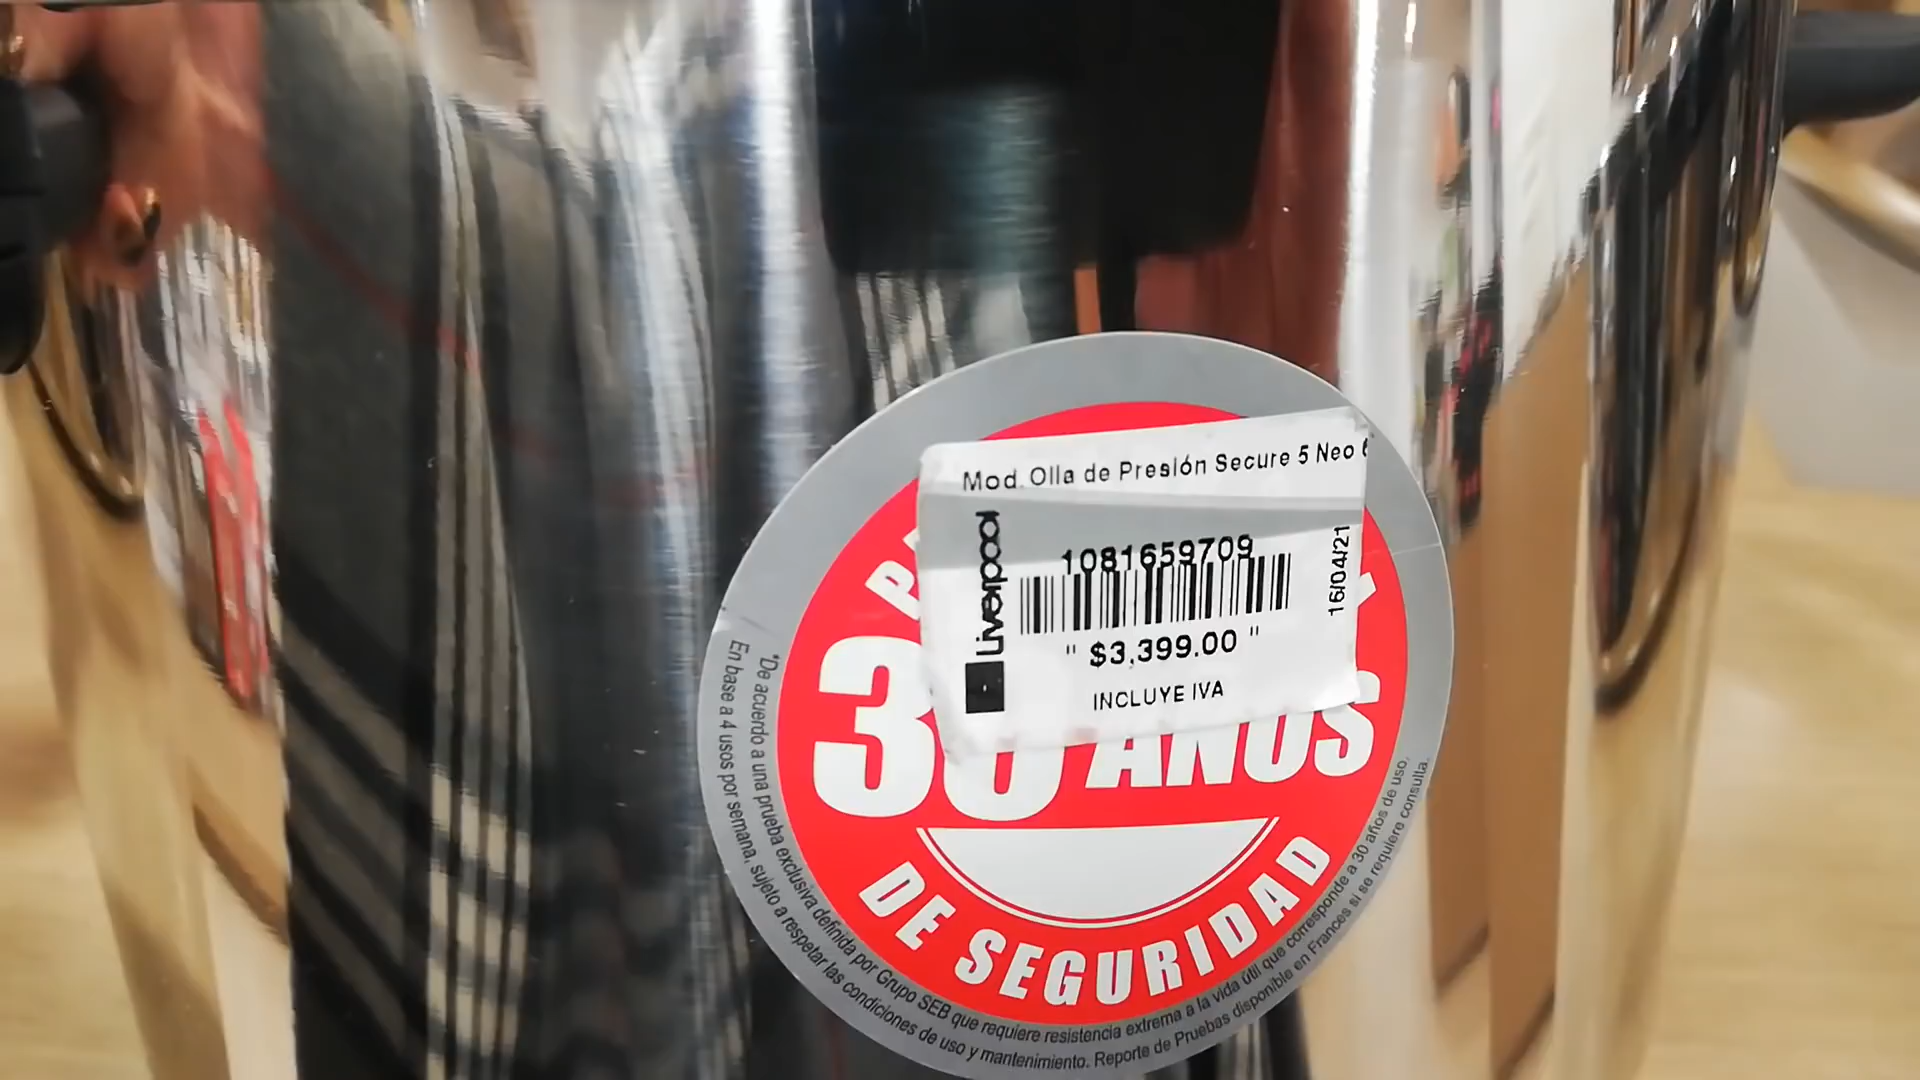 Mod. Olla de Presión Secure 5 Neo
Liverpool
1081659709
16/04/21
" $3,399.00 "
INCLUYE IVA
30 AÑOS
DE SEGURIDAD
*De acuerdo a una prueba exclusiva definida por Grupo SEB que requiere resistencia extrema a la vida útil que corresponde a 30 años de uso.
En base a 4 usos por semana, sujeto a respetar las condiciones de uso y mantenimiento. Reporte de Pruebas disponible en Frances si se requiere consulta.